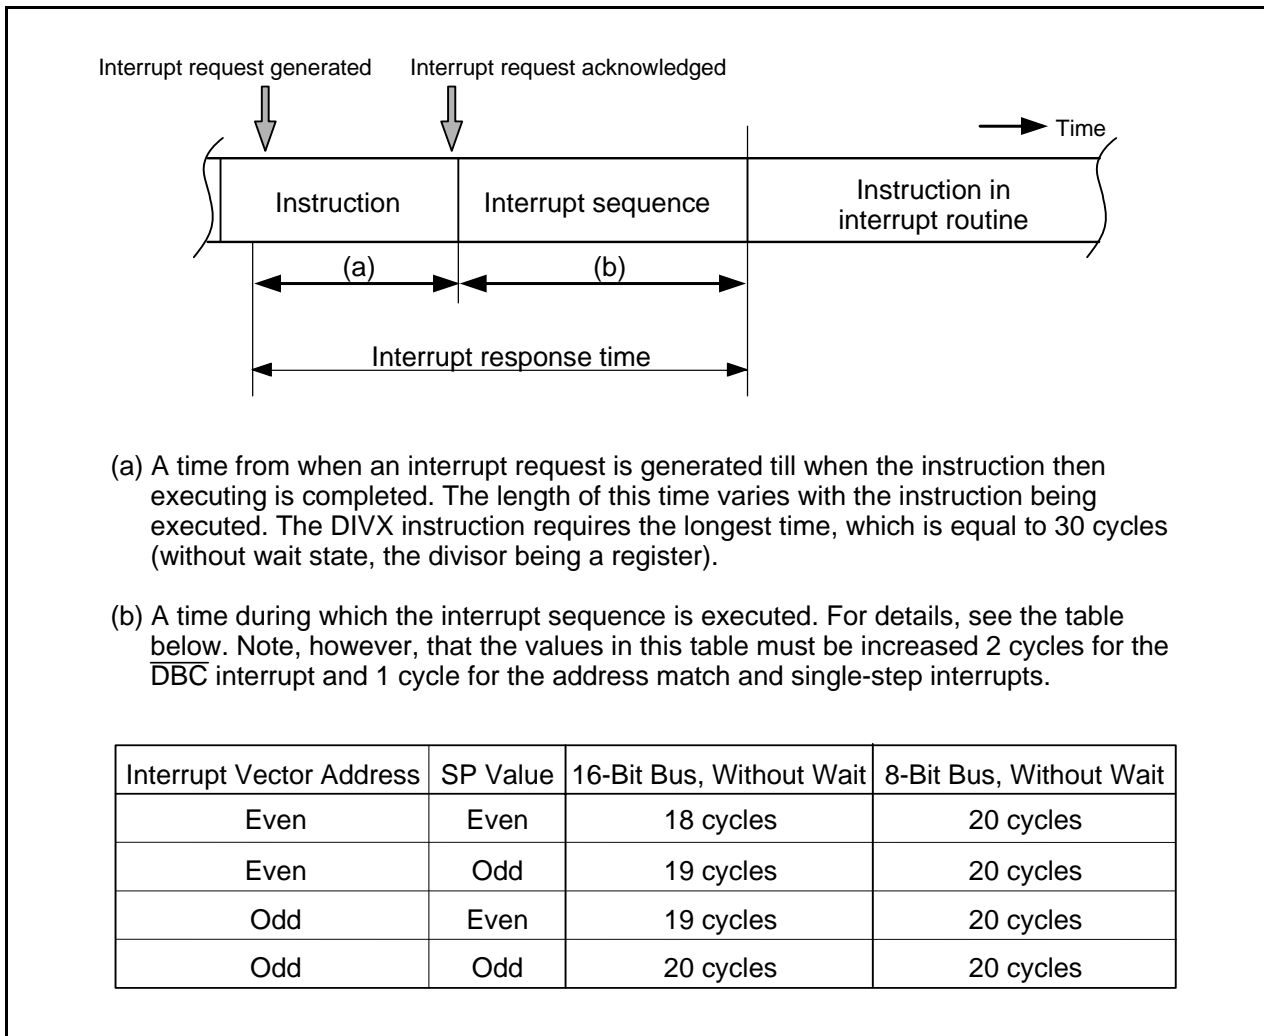 Interrupt request generated
Interrupt request acknowledged
Time
Instruction
Interrupt sequence
Instruction in
interrupt routine
(a)
(b)
Interrupt response time
(a) A time from when an interrupt request is generated till when the instruction then
executing is completed. The length of this time varies with the instruction being
executed. The DIVX instruction requires the longest time, which is equal to 30 cycles
(without wait state, the divisor being a register).
(b) A time during which the interrupt sequence is executed. For details, see the table
below. Note, however, that the values in this table must be increased 2 cycles for the
DBC interrupt and 1 cycle for the address match and single-step interrupts.
Interrupt Vector Address SP Value 16-Bit Bus, Without Wait 8-Bit Bus, Without Wait
Even Even 18 cycles 20 cycles
Even Odd 19 cycles 20 cycles
Odd Even 19 cycles 20 cycles
Odd Odd 20 cycles 20 cycles